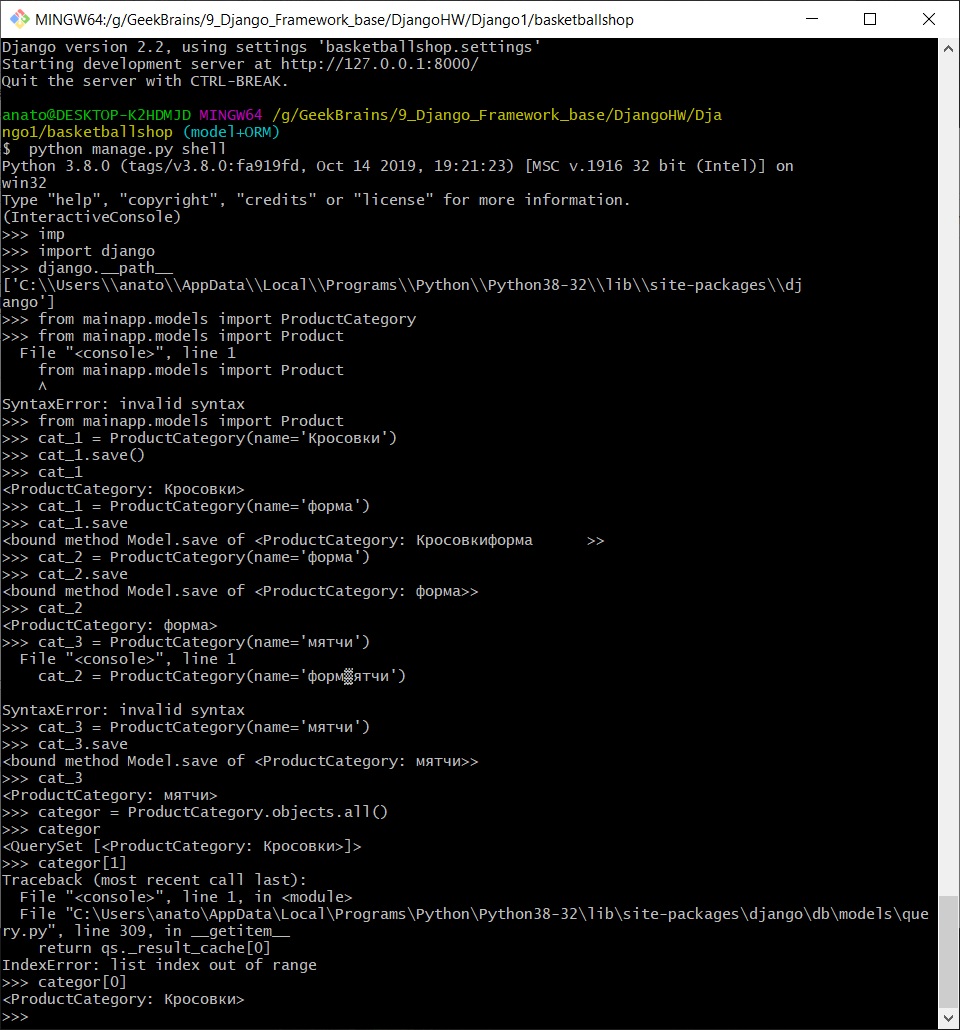 MINGW64:/g/GeekBrains/9_Django_Framework_base/DjangoHW/Django1/basketballshop
Django version 2.2, using settings 'basketballshop.settings'
Starting development server at http://127.0.0.1:8000/
Quit the server with CTRL-BREAK.
anato@DESKTOP-K2HDMJD MINGW64 /g/GeekBrains/9_Django_Framework_base/DjangoHW/Dja
ngo1/basketballshop (model+ORM)
$  python manage.py shell
Python 3.8.0 (tags/v3.8.0:fa919fd, Oct 14 2019, 19:21:23) [MSC v.1916 32 bit (Intel)] on
win32
Type "help", "copyright", "credits" or "license" for more information.
(InteractiveConsole)
>>> imp
>>> import django
>>> django.__path__
['C:\\Users\\anato\\AppData\\Local\\Programs\\Python\\Python38-32\\lib\\site-packages\\dj
ango']
>>> from mainapp.models import ProductCategory
>>> from mainapp.models import Product
  File "<console>", line 1
    from mainapp.models import Product
    ^
SyntaxError: invalid syntax
>>> from mainapp.models import Product
>>> cat_1 = ProductCategory(name='Кросовки')
>>> cat_1.save()
>>> cat_1
<ProductCategory: Кросовки>
>>> cat_1 = ProductCategory(name='форма')
>>> cat_1.save
<bound method Model.save of <ProductCategory: Кросовкиформа      >>
>>> cat_2 = ProductCategory(name='форма')
>>> cat_2.save
<bound method Model.save of <ProductCategory: форма>>
>>> cat_2
<ProductCategory: форма>
>>> cat_3 = ProductCategory(name='мятчи')
  File "<console>", line 1
    cat_2 = ProductCategory(name='форм▒ятчи')
SyntaxError: invalid syntax
>>> cat_3 = ProductCategory(name='мятчи')
>>> cat_3.save
<bound method Model.save of <ProductCategory: мятчи>>
>>> cat_3
<ProductCategory: мятчи>
>>> categor = ProductCategory.objects.all()
>>> categor
<QuerySet [<ProductCategory: Кросовки>]>
>>> categor[1]
Traceback (most recent call last):
  File "<console>", line 1, in <module>
  File "C:\Users\anato\AppData\Local\Programs\Python\Python38-32\lib\site-packages\django\db\models\que
ry.py", line 309, in __getitem__
    return qs._result_cache[0]
IndexError: list index out of range
>>> categor[0]
<ProductCategory: Кросовки>
>>>